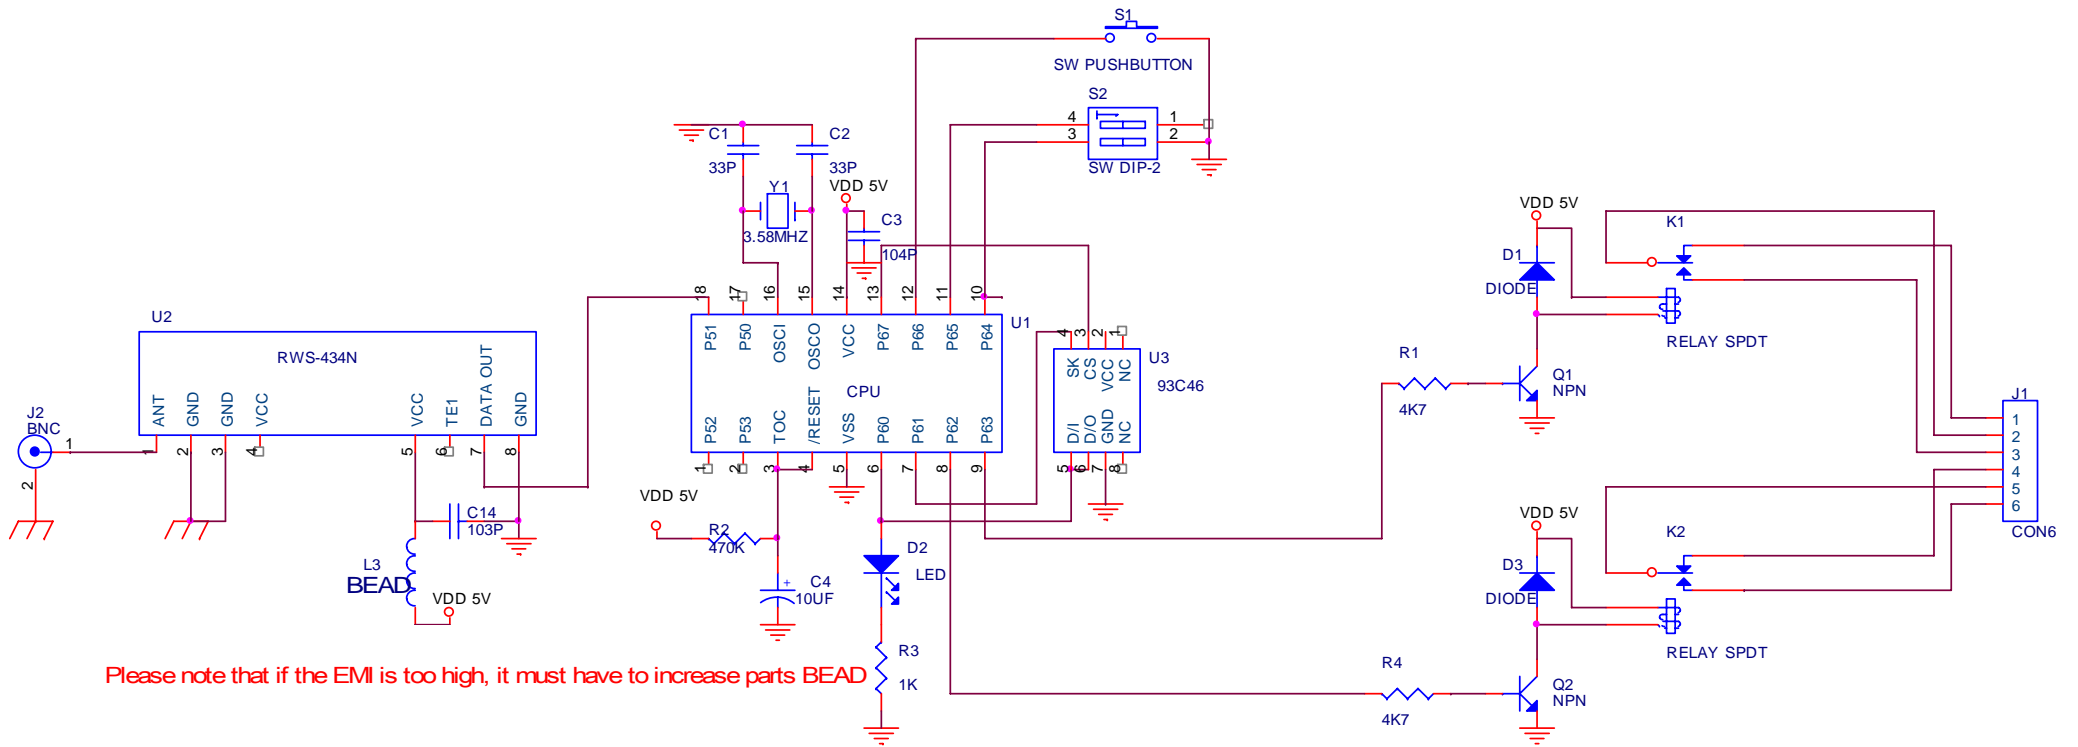 S1
SW PUSHBUTTON
S2
4
3
1
2
SW DIP-2
C1
33P
C2
33P
Y1
3.58MHZ
VDD 5V
C3
104P
18
17
16
15
14
13
12
11
10
P51
P50
OSCI
OSCO
VCC
P67
P66
P65
P64
U1
CPU
P52
P53
TOC
/RESET
VSS
P60
P61
P62
P63
1
2
3
4
5
6
7
8
9
U2
RWS-434N
ANT
GND
GND
VCC
VCC
TE1
DATA OUT
GND
1
2
3
4
5
6
7
8
J2
BNC
1
2
C14
103P
L3
BEAD
VDD 5V
VDD 5V
R2
470K
C4
+
10UF
D2
LED
R3
1K
4
3
2
1
SK
CS
VCC
NC
U3
93C46
D/I
D/O
GND
NC
5
6
7
8
VDD 5V
D1
DIODE
K1
RELAY SPDT
R1
4K7
Q1
NPN
VDD 5V
D3
DIODE
K2
RELAY SPDT
R4
4K7
Q2
NPN
J1
1
2
3
4
5
6
CON6
Please note that if the EMI is too high, it must have to increase parts BEAD